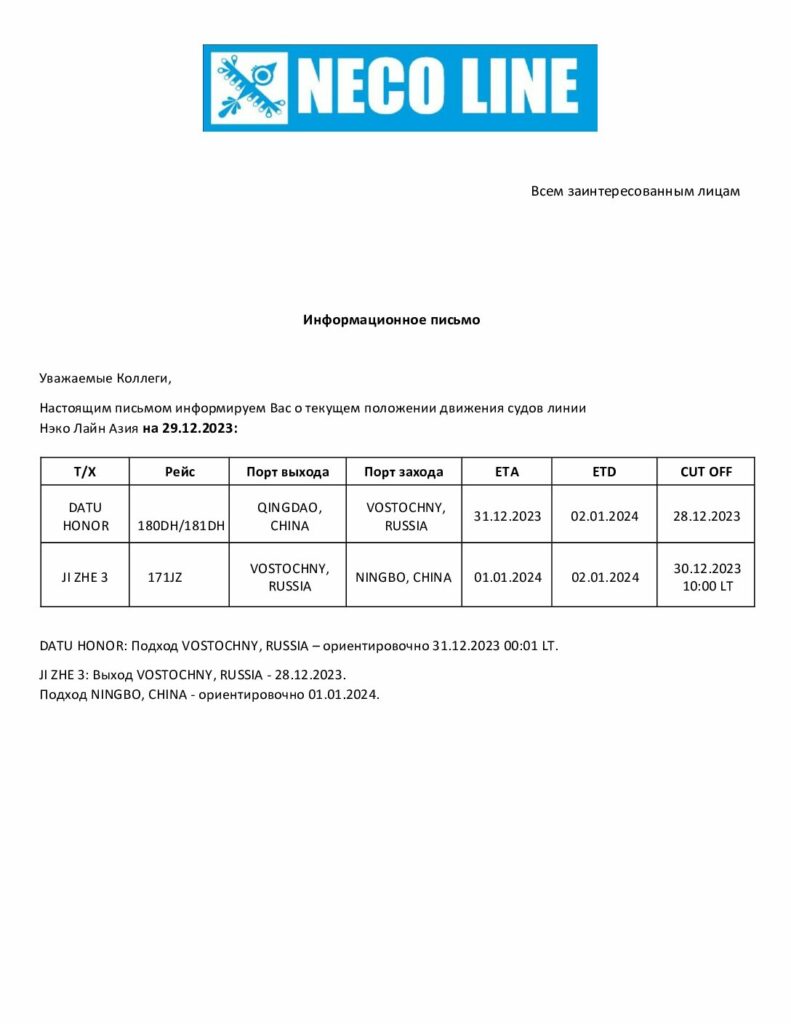 NECO LINE
Всем заинтересованным лицам
Информационное письмо
Уважаемые Коллеги,
Настоящим письмом информируем Вас о текущем положении движения судов линии
Нэко Лайн Азия на 29.12.2023:
Т/Х Рейс Порт выхода Порт захода ETA ETD CUT OFF
DATU HONOR 180DH/181DH QINGDAO, CHINA VOSTOCHNY, RUSSIA 31.12.2023 02.01.2024 28.12.2023
JI ZHE 3 171JZ VOSTOCHNY, RUSSIA NINGBO, CHINA 01.01.2024 02.01.2024 30.12.2023 10:00 LT
DATU HONOR: Подход VOSTOCHNY, RUSSIA – ориентировочно 31.12.2023 00:01 LT.
JI ZHE 3: Выход VOSTOCHNY, RUSSIA - 28.12.2023.
Подход NINGBO, CHINA - ориентировочно 01.01.2024.